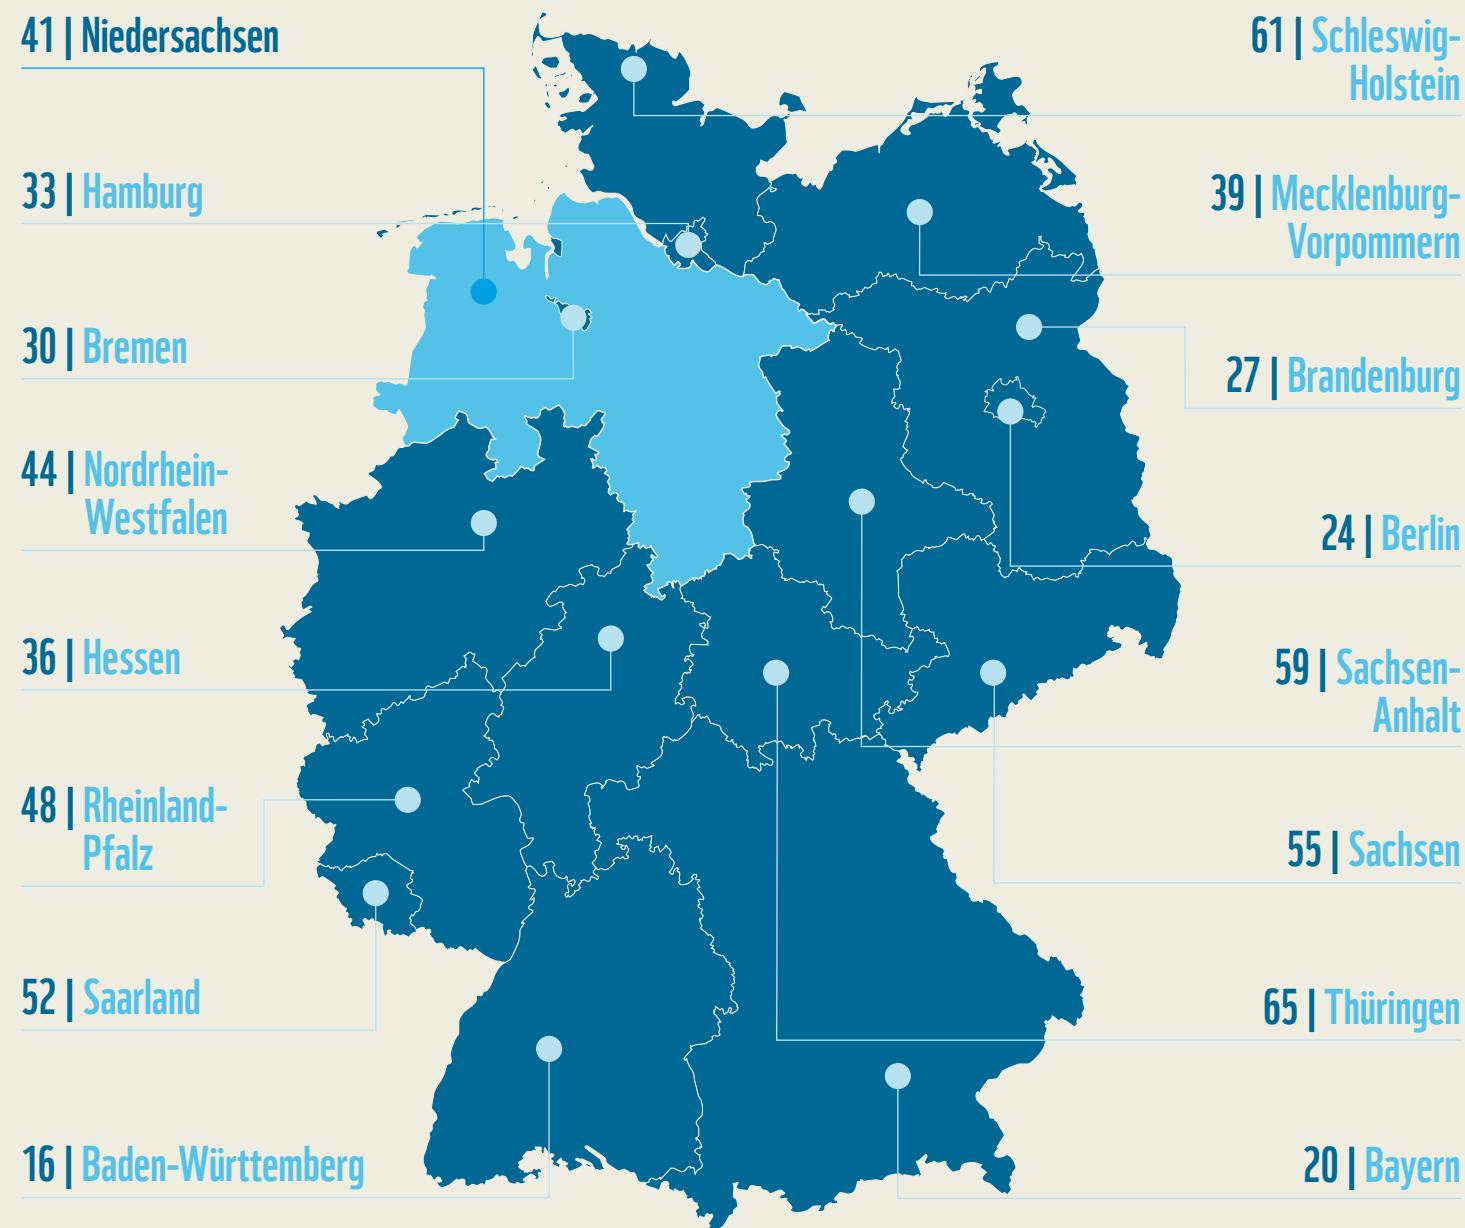 41 | Niedersachsen
33 | Hamburg
30 | Bremen
44 | Nordrhein-
Westfalen
36 | Hessen
48 | Rheinland-
Pfalz
52 | Saarland
16 | Baden-Württemberg
61 | Schleswig-
Holstein
39 | Mecklenburg-
Vorpommern
27 | Brandenburg
24 | Berlin
59 | Sachsen-
Anhalt
55 | Sachsen
65 | Thüringen
20 | Bayern